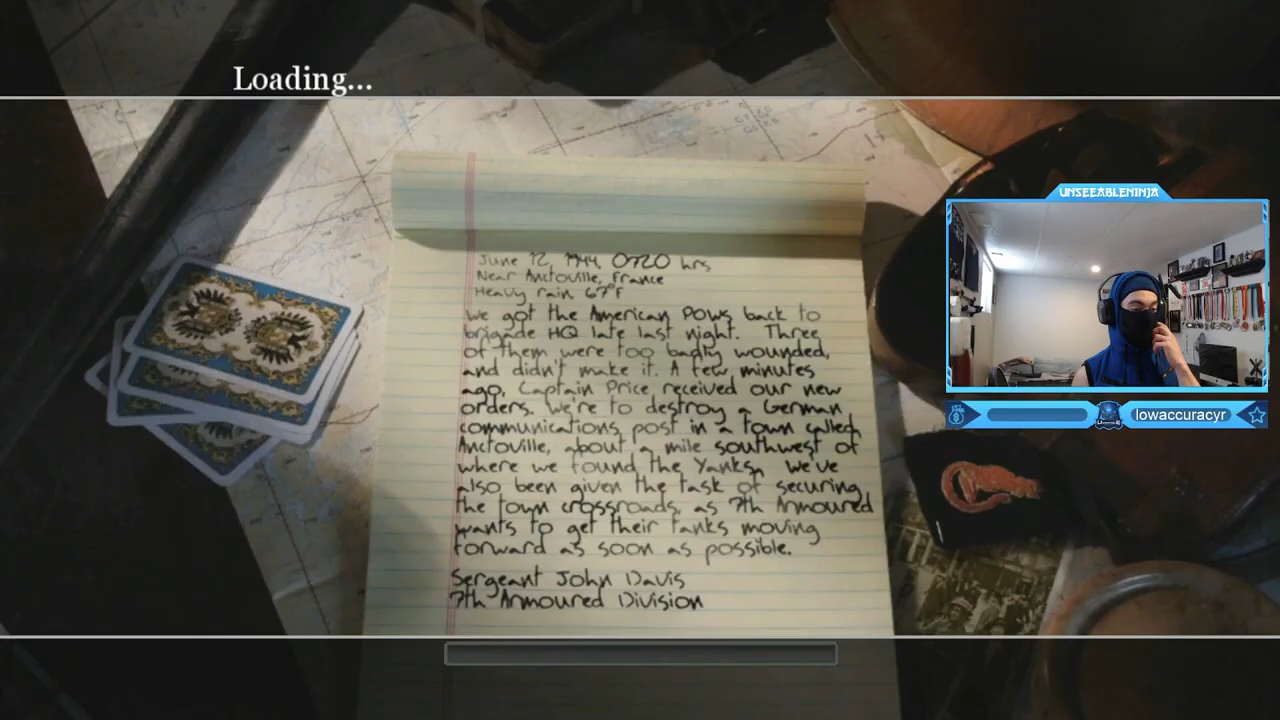 Loading...
UNSEEABLENINJA
June 12, 1944, 0720 hrs
Near Anctoville, France
Heavy rain 67°F
We got the American POWs back to
brigade HQ late last night. Three
of them were too badly wounded,
and didn't make it. A few minutes
ago, Captain Price received our new
orders. We're to destroy a German
communications post in a town called
Anctoville, about a mile southwest of
where we found the Yanks. We've
also been given the task of securing
the town crossroads, as 7th Armoured
wants to get their tanks moving
forward as soon as possible.
Sergeant John Davis
7th Armoured Division
lowaccuracyr